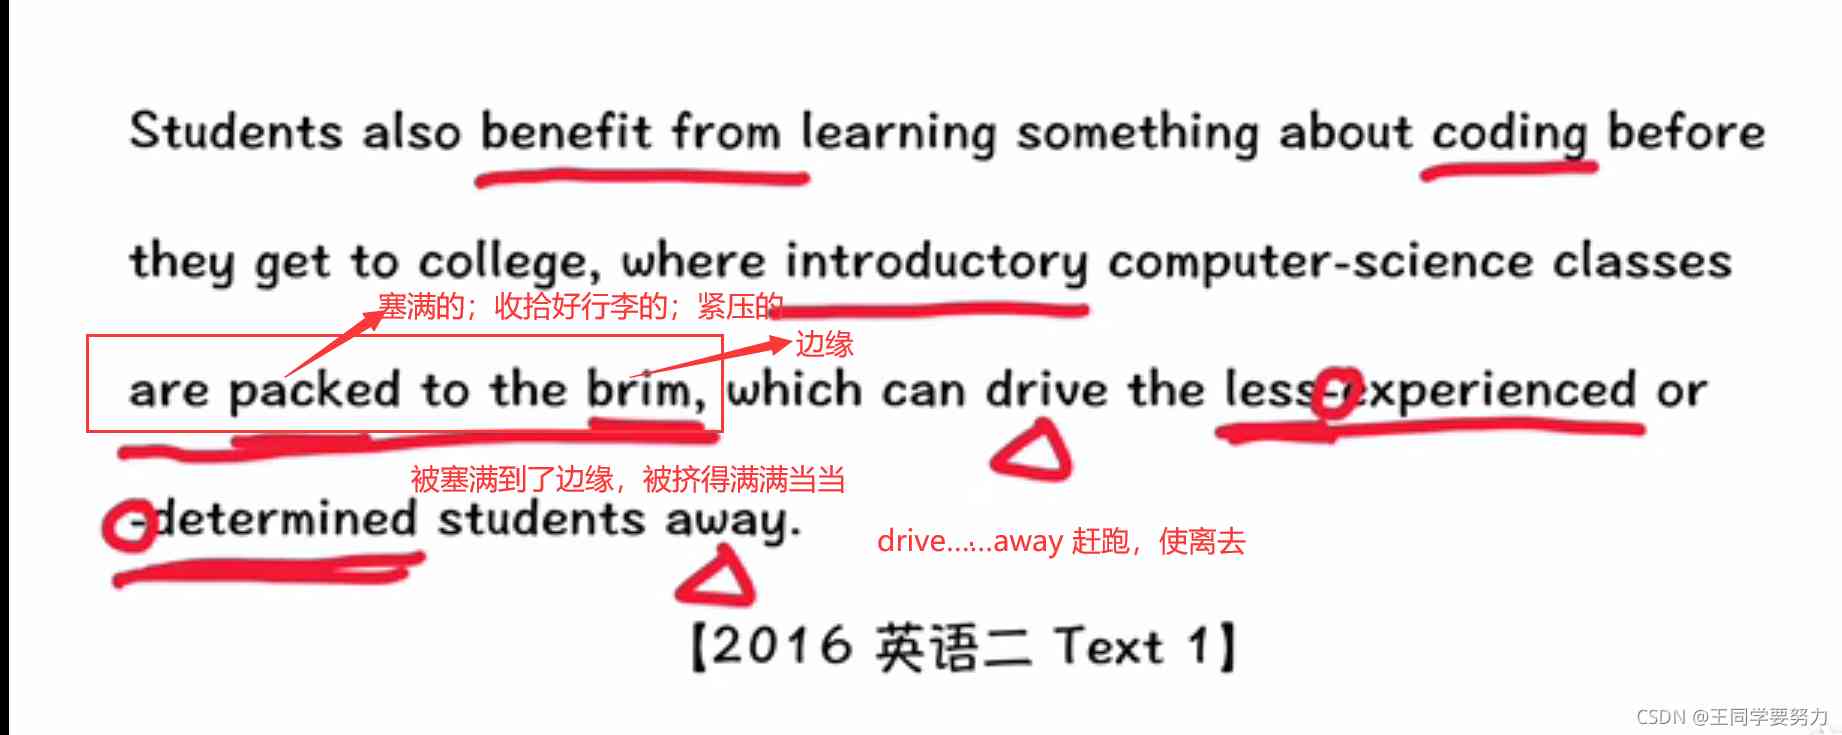 Students also benefit from learning something about coding before
they get to college, where introductory computer-science classes
塞满的；收拾好行李的；紧压的
边缘
are packed to the brim, which can drive the less-experienced or
被塞满到了边缘，被挤得满满当当
-determined students away.
drive……away 赶跑，使离去
【2016 英语二 Text 1】
CSDN @王同学要努力